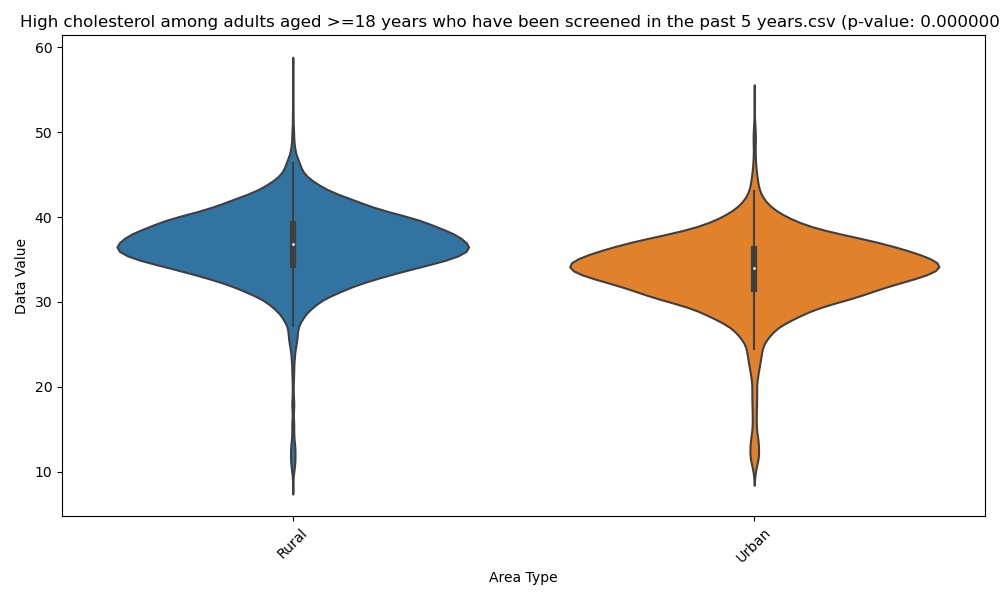 High cholesterol among adults aged >=18 years who have been screened in the past 5 years.csv (p-value: 0.000000
60
50
40
30
20
10
Data Value
Rural
Urban
Area Type